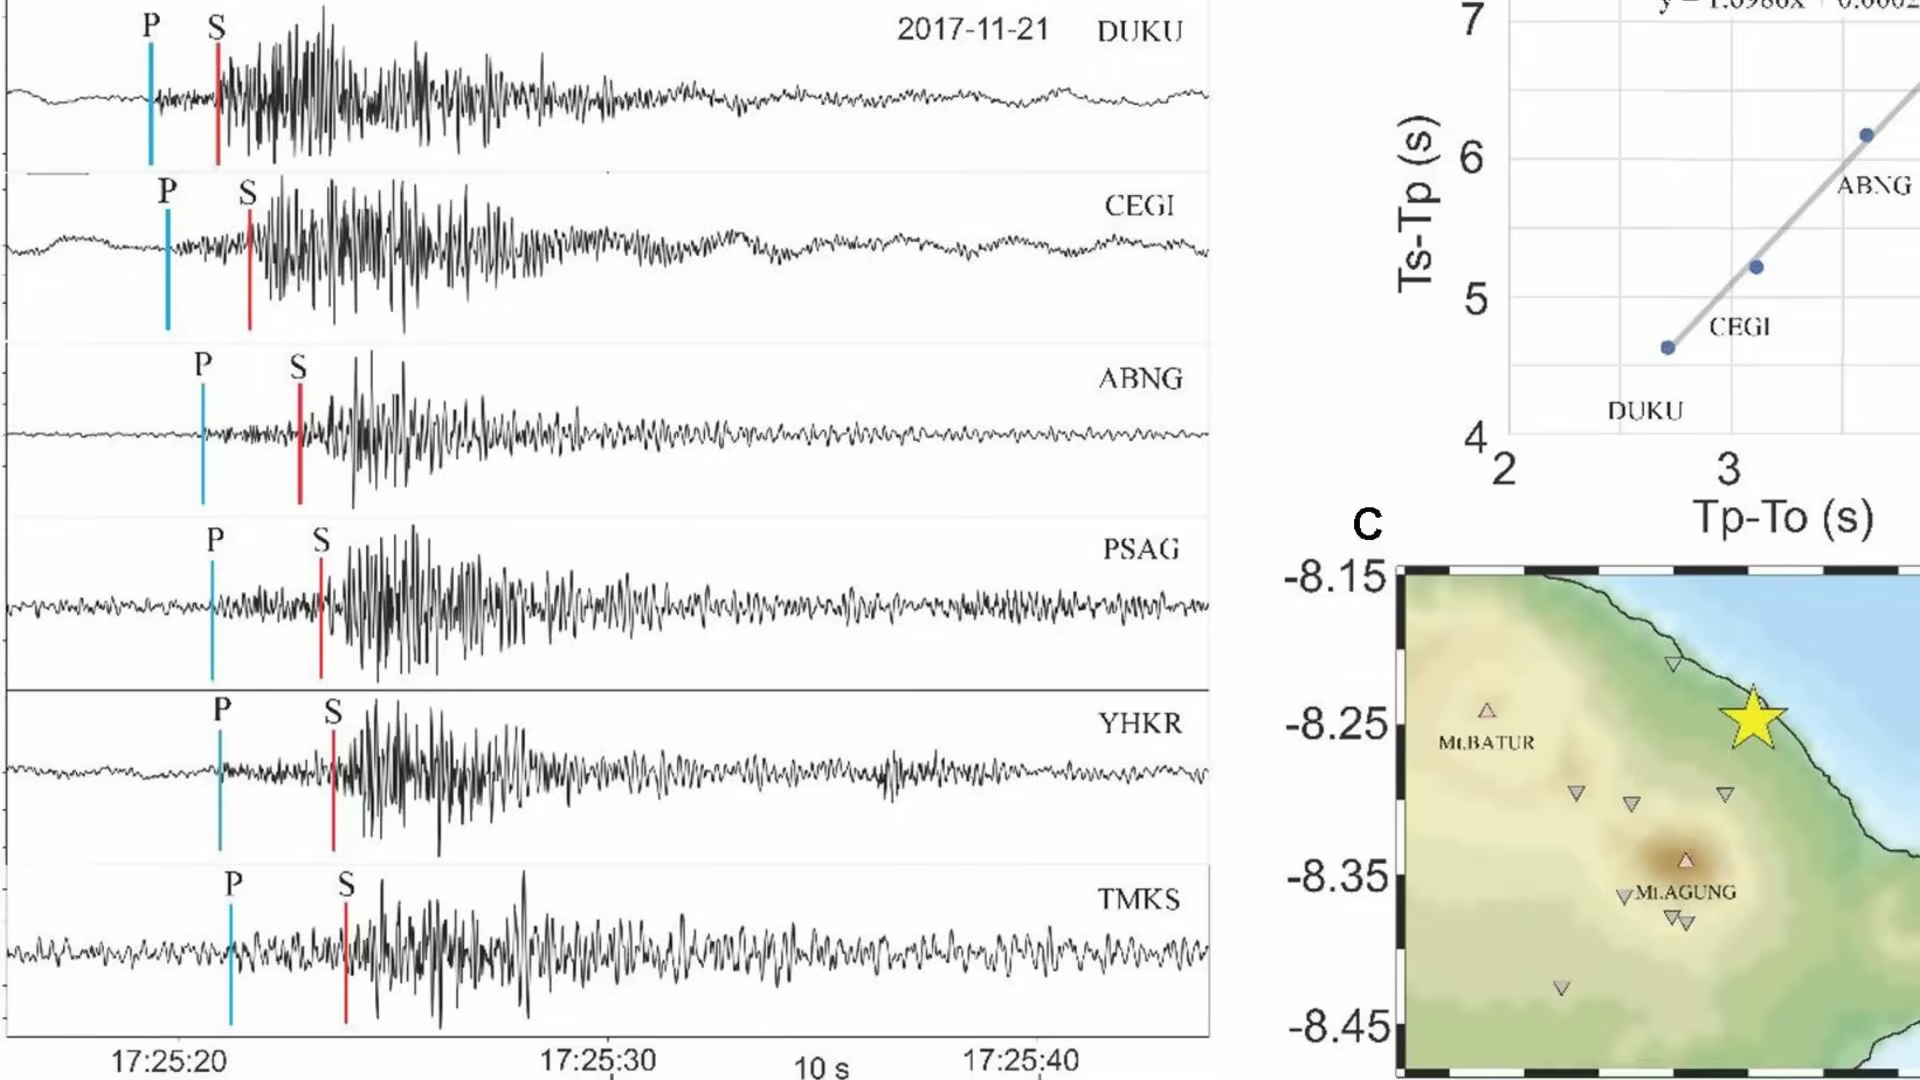 P S 2017-11-21 DUKU
P S CEGI
P S ABNG
P S PSAG
P S YHKR
P S TMKS
17:25:20 17:25:30 10 s 17:25:40
7
Ts-Tp (s)
6
ABNG
5
CEGI
DUKU
4
2 3
Tp-To (s)
C
-8.15
-8.25
Mt.BATUR
-8.35
Mt.AGUNG
-8.45